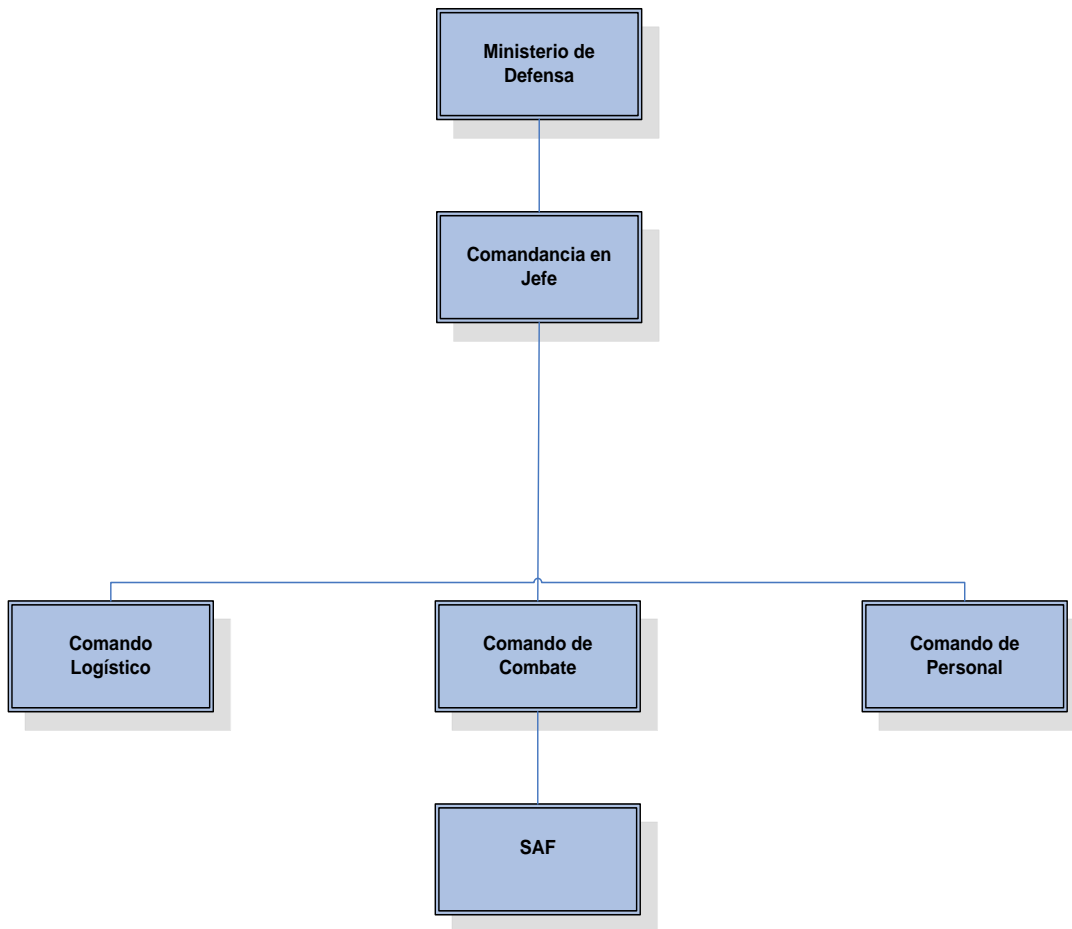 Ministerio de
Defensa
Comandancia en
Jefe
Comando
Logístico
Comando de
Combate
Comando de
Personal
SAF